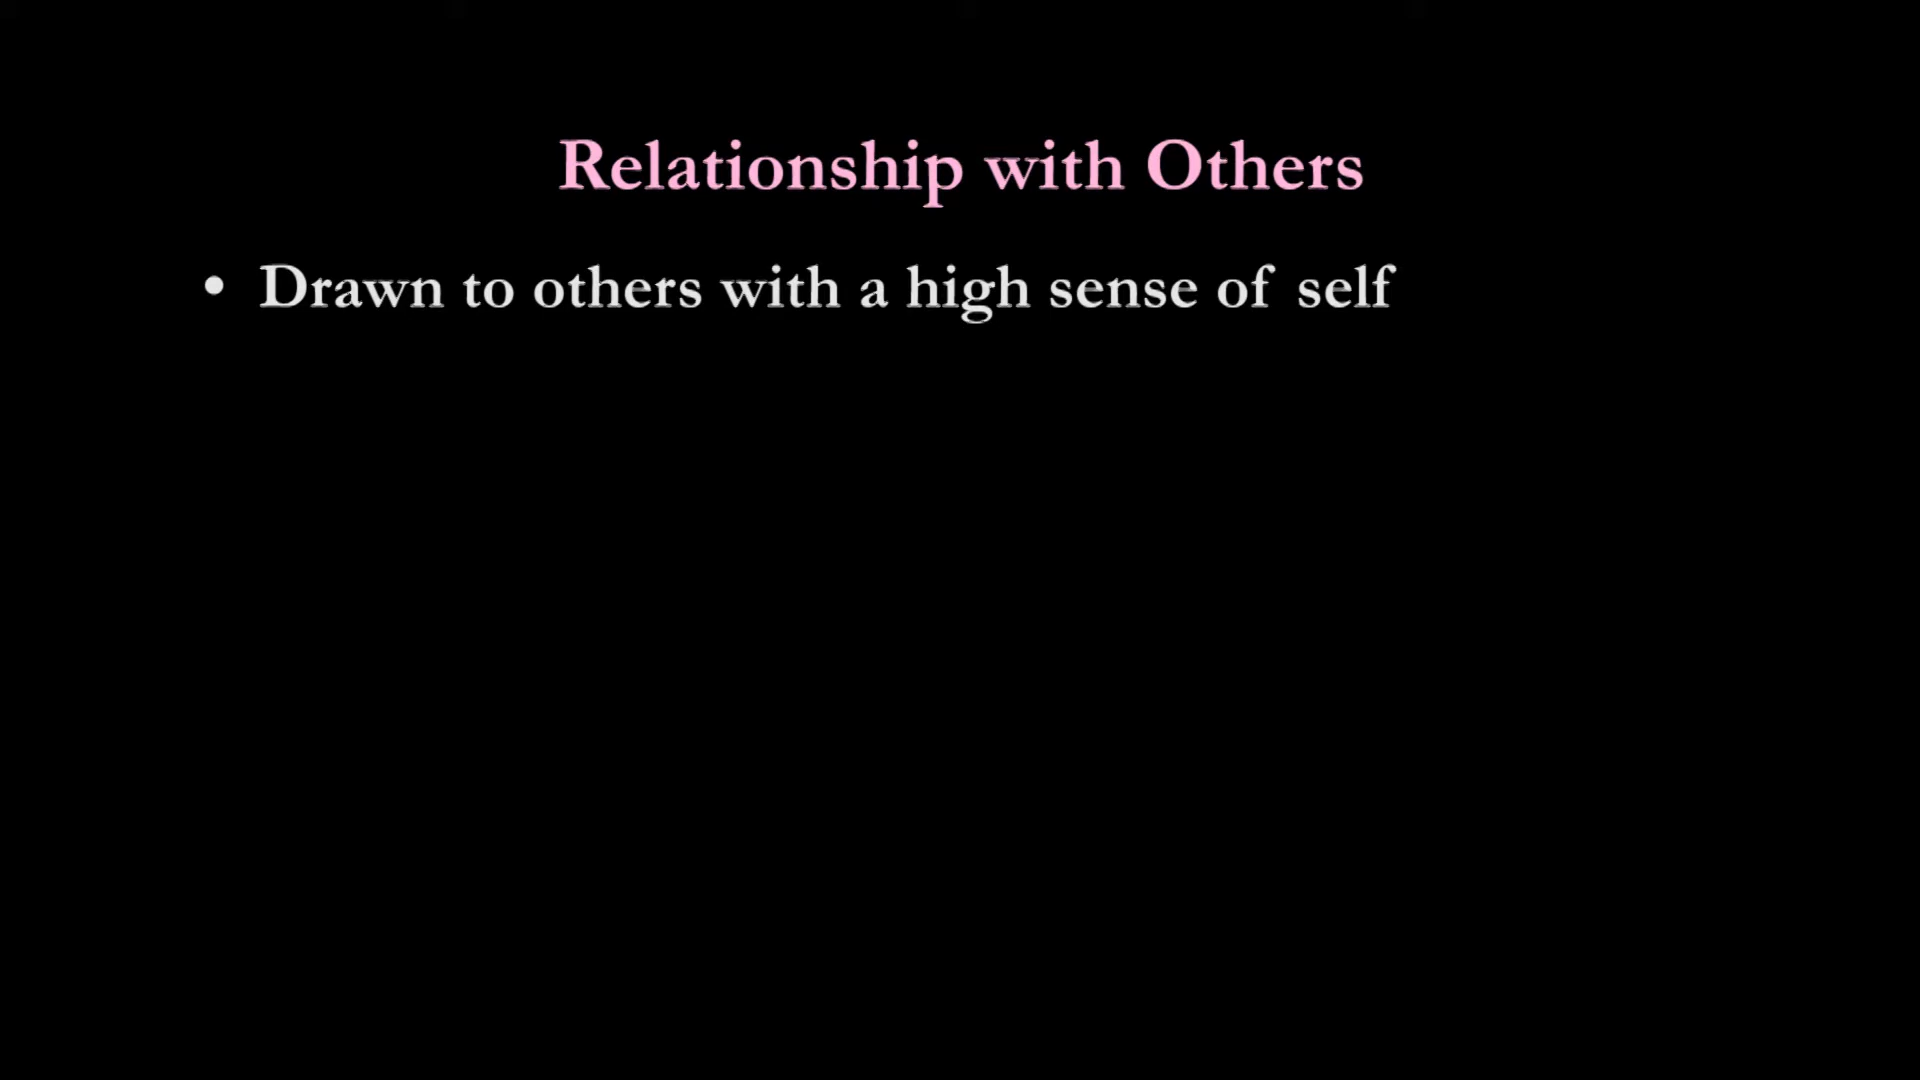 Relationship with Others
• Drawn to others with a high sense of self